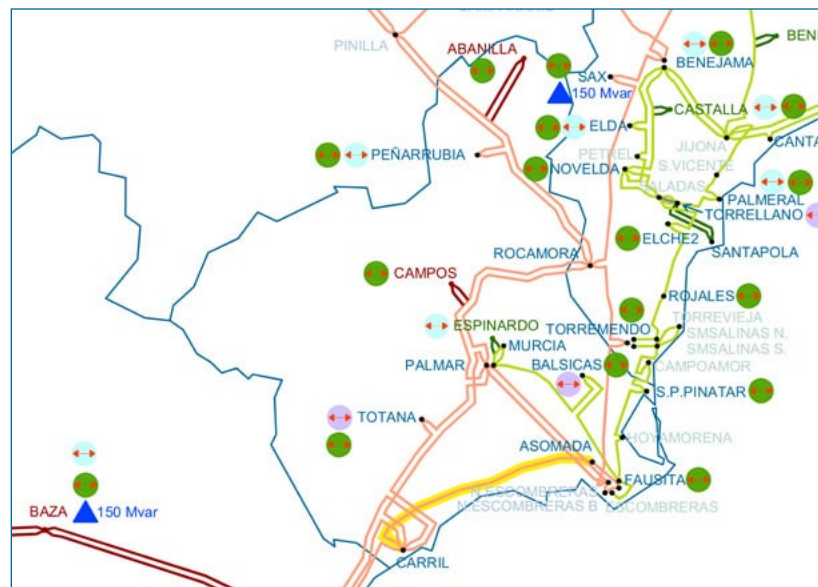 PINILLA
ABANILLA
BENEJAMA
BENE
SAX
150 Mvar
CASTALLA
ELDA
JIJONA
CANTA
PEÑARRUBIA
PETREL
NOVELDA
S.VICENTE
SALADAS
PALMERAL
TORRELLANO
ELCHE2
SANTAPOLA
ROCAMORA
CAMPOS
ROJALES
ESPINARDO
TORREVIEJA
TORREMENDO
SMSALINAS N.
MURCIA
SMSALINAS S.
PALMAR
BALSICAS
CAMPOAMOR
S.P.PINATAR
TOTANA
HOYAMORENA
ASOMADA
FAUSITA
N.ESCOMBRERAS
BAZA
150 Mvar
N.ESCOMBRERAS B
ESCOMBRERAS
CARRIL